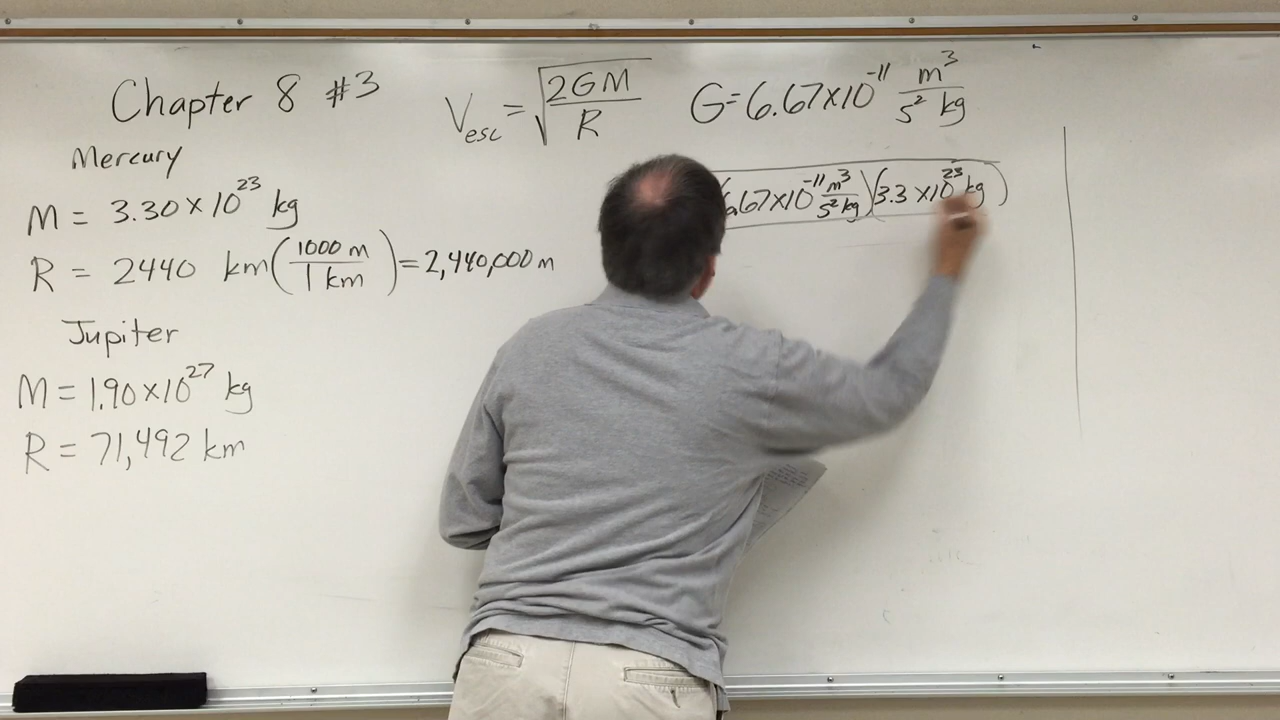 Chapter 8 #3
V_esc = √(2GM/R)
G = 6.67×10⁻¹¹ m³/s² kg
Mercury
M = 3.30 × 10²³ kg
R = 2440 km (1000 m/1 km) = 2,440,000 m
.67×10⁻¹¹ m³/s² kg)(3.3 ×10²³ kg)
Jupiter
M = 1.90×10²⁷ kg
R = 71,492 km